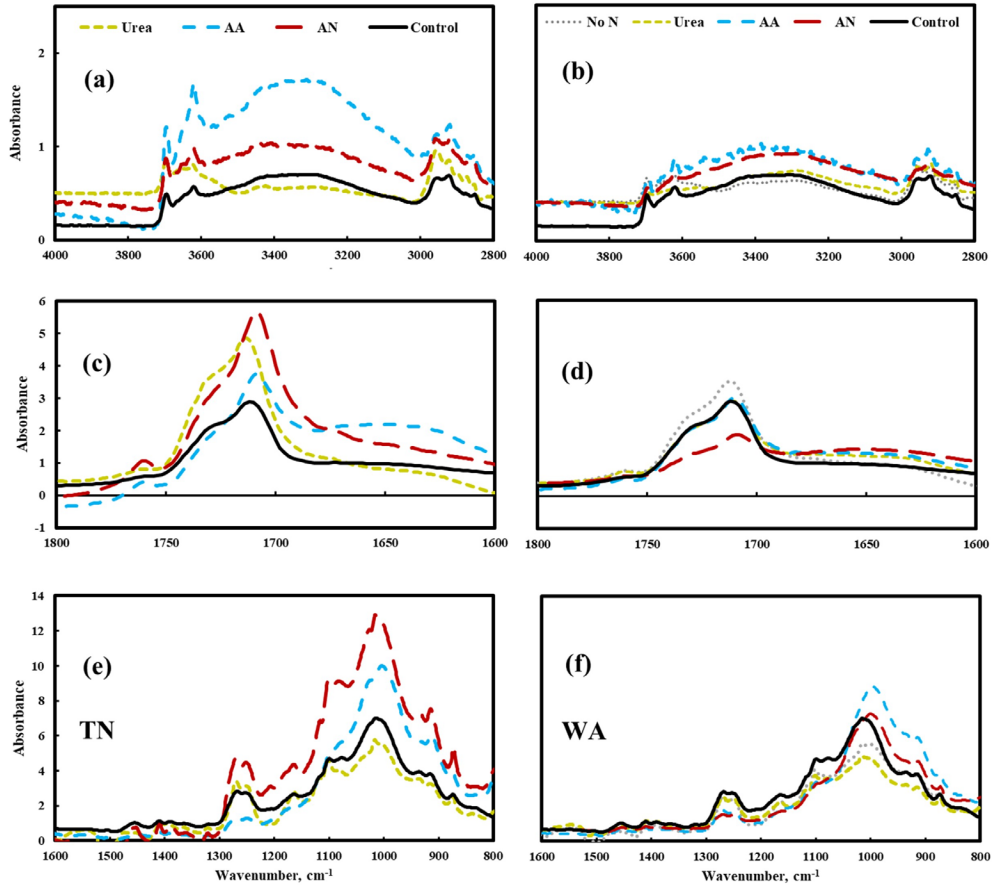 Urea AA AN Control
No N Urea AA AN Control
2
1
0
Absorbance
(a)
(b)
4000 3800 3600 3400 3200 3000 2800
4000 3800 3600 3400 3200 3000 2800
6
5
4
3
2
1
0
-1
Absorbance
(c)
(d)
1800 1750 1700 1650 1600
1800 1750 1700 1650 1600
14
12
10
8
6
4
2
0
Absorbance
(e)
TN
(f)
WA
1600 1500 1400 1300 1200 1100 1000 900 800
1600 1500 1400 1300 1200 1100 1000 900 800
Wavenumber, cm-1
Wavenumber, cm-1